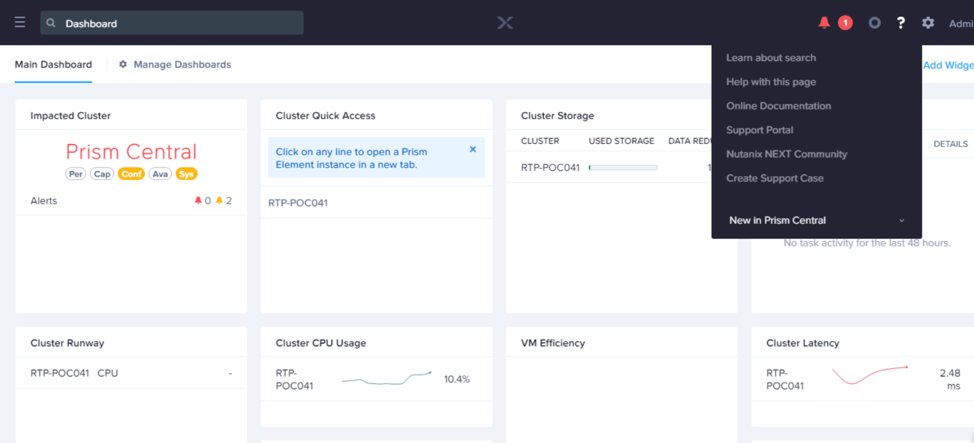 Dashboard
1
?
Admi
Main Dashboard
Manage Dashboards
Add Widge
Learn about search
Help with this page
Online Documentation
Support Portal
Nutanix NEXT Community
Create Support Case
New in Prism Central
Impacted Cluster
Prism Central
Per Cap Conf Ava Sys
Alerts
0 2
Cluster Quick Access
Click on any line to open a Prism
Element instance in a new tab.
RTP-POC041
Cluster Storage
CLUSTER USED STORAGE DATA REDU
RTP-POC041 1
DETAILS
No task activity for the last 48 hours.
Cluster Runway
RTP-POC041 CPU -
Cluster CPU Usage
RTP-
POC041
10.4%
VM Efficiency
Cluster Latency
RTP-
POC041
2.48
ms